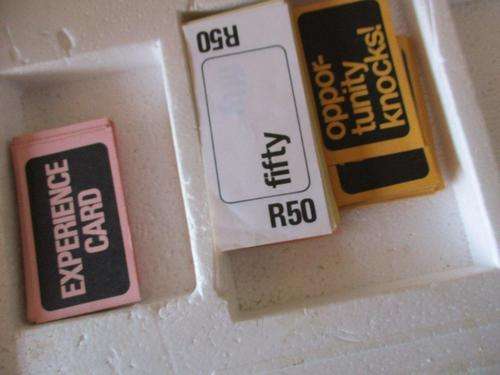 EXPERIENCE
CARD
R50
fifty
R50
oppor-
tunity
knocks!